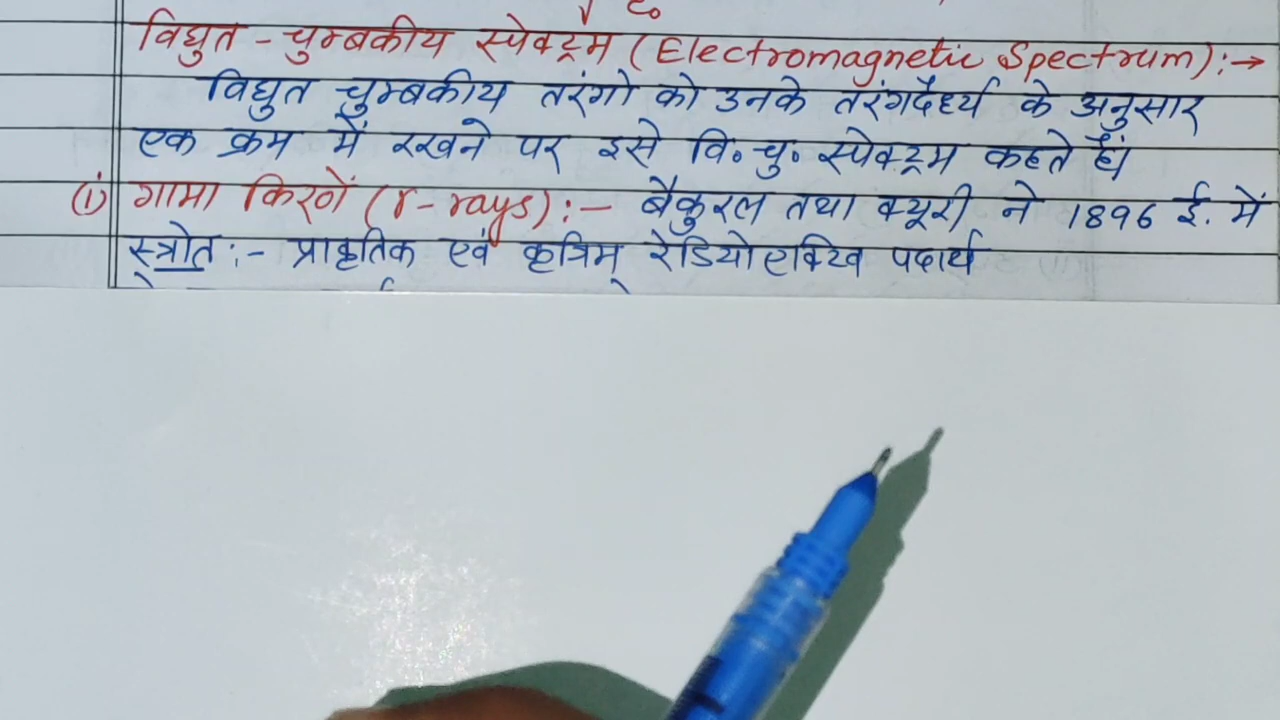 विद्युत - चुम्बकीय स्पेक्ट्रम (Electromagnetic Spectrum):→
विद्युत चुम्बकीय तरंगो को उनके तरंगदैर्ध्य के अनुसार
एक क्रम में रखने पर इसे वि॰ चु॰ स्पेक्ट्रम कहते हैं
(i) गामा किरणें (γ-rays):- बैकुरल तथा क्यूरी ने 1896 ई. में
स्त्रोत:- प्राकृतिक एवं कृत्रिम रेडियोएक्टिव पदार्थ